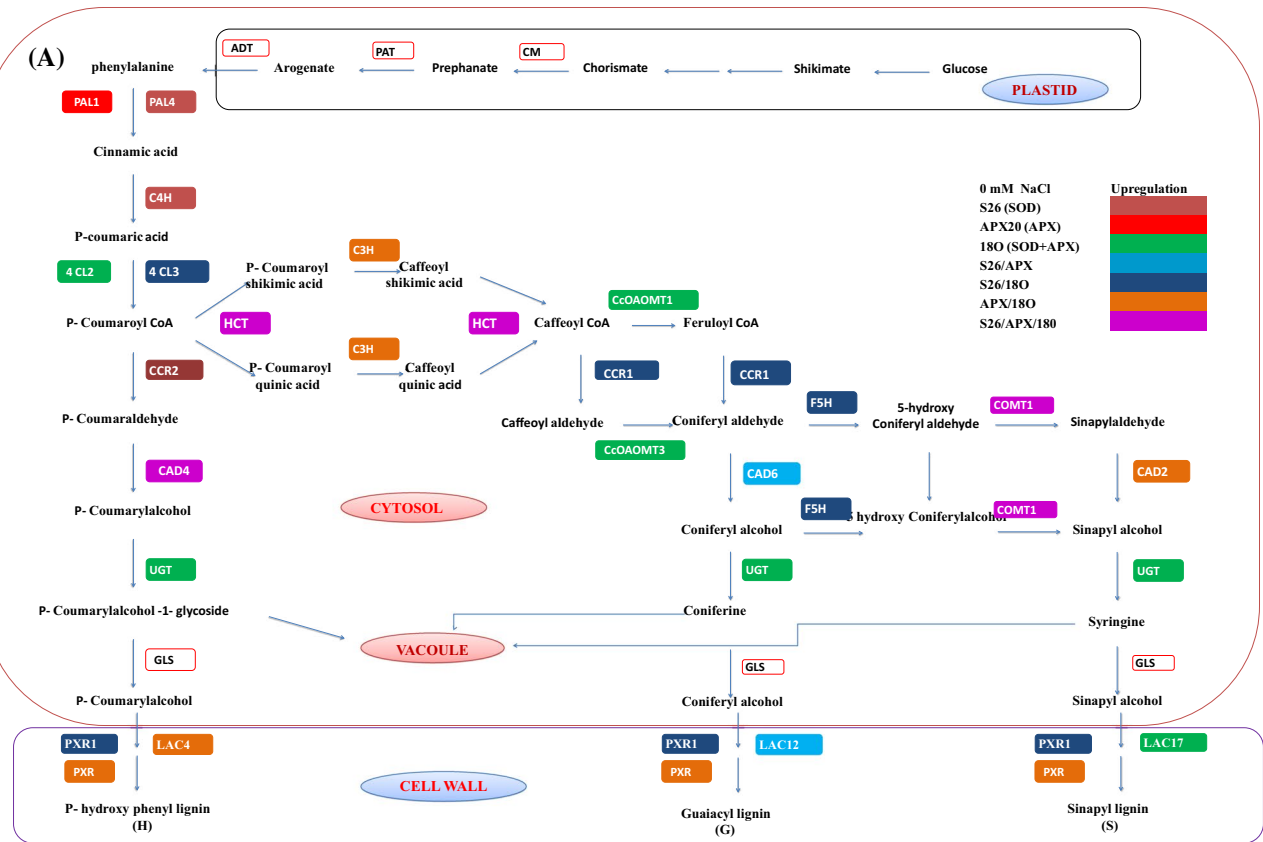 (A)
ADT
PAT
CM
phenylalanine
Arogenate
Prephanate
Chorismate
Shikimate
Glucose
PLASTID
PAL1
PAL4
Cinnamic acid
C4H
P-coumaric acid
4 CL2
4 CL3
P- Coumaroyl CoA
HCT
P- Coumaroyl
shikimic acid
C3H
Caffeoyl
shikimic acid
P- Coumaroyl
quinic acid
C3H
Caffeoyl
quinic acid
HCT
Caffeoyl CoA
CcOAOMT1
Feruloyl CoA
0 mM NaCl
Upregulation
S26 (SOD)
APX20 (APX)
18O (SOD+APX)
S26/APX
S26/18O
APX/18O
S26/APX/180
CCR2
CCR1
CCR1
P- Coumaraldehyde
Caffeoyl aldehyde
CcOAOMT3
Coniferyl aldehyde
F5H
5-hydroxy
Coniferyl aldehyde
COMT1
Sinapylaldehyde
CAD4
CAD6
CAD2
CYTOSOL
P- Coumarylalcohol
Coniferyl alcohol
F5H
5 hydroxy Coniferylalcohol
COMT1
Sinapyl alcohol
UGT
UGT
UGT
P- Coumarylalcohol -1- glycoside
Coniferine
Syringine
VACOULE
GLS
GLS
GLS
P- Coumarylalcohol
Coniferyl alcohol
Sinapyl alcohol
PXR1
LAC4
PXR1
LAC12
PXR1
LAC17
PXR
PXR
PXR
CELL WALL
P- hydroxy phenyl lignin
(H)
Guaiacyl lignin
(G)
Sinapyl lignin
(S)